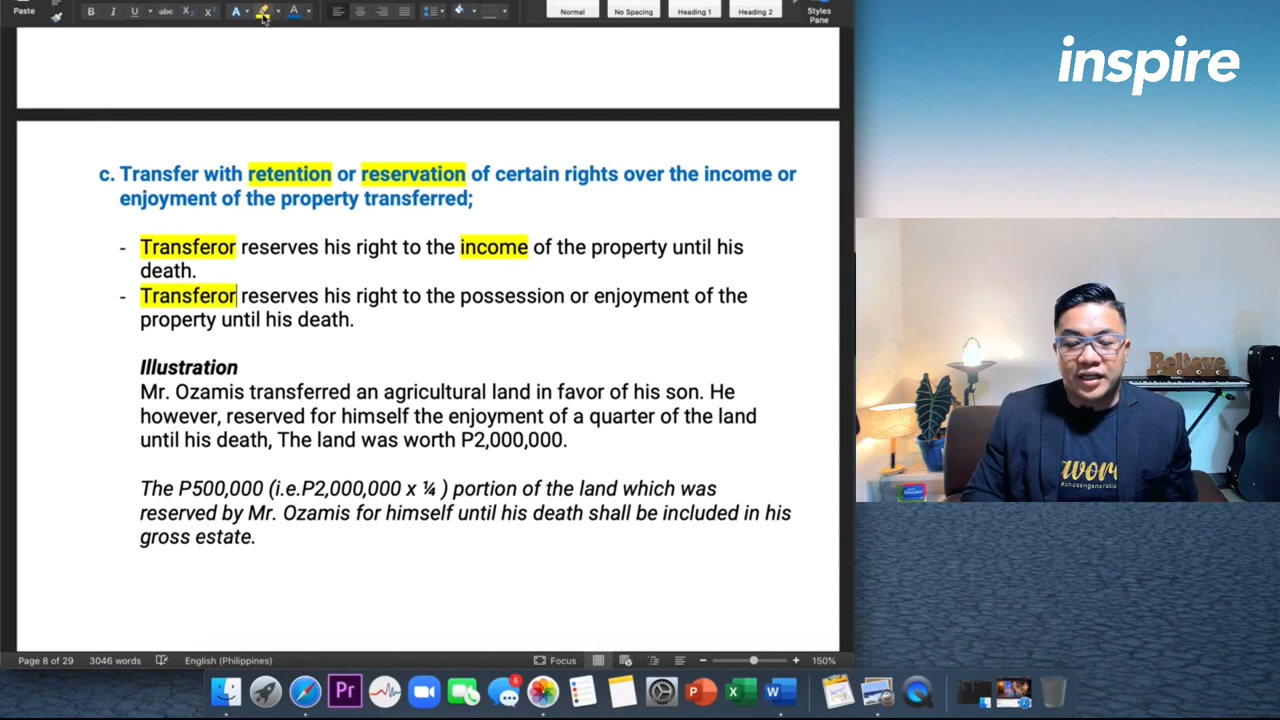 Paste
B I U abc X₂ X² A A
Normal
No Spacing
Heading 1
Heading 2
Styles
Pane
inspire
c. Transfer with retention or reservation of certain rights over the income or
enjoyment of the property transferred;
- Transferor reserves his right to the income of the property until his
death.
- Transferor reserves his right to the possession or enjoyment of the
property until his death.
Illustration
Mr. Ozamis transferred an agricultural land in favor of his son. He
however, reserved for himself the enjoyment of a quarter of the land
until his death, The land was worth P2,000,000.
The P500,000 (i.e.P2,000,000 · ¼ ) portion of the land which was
reserved by Mr. Ozamis for himself until his death shall be included in his
gross estate.
Believe
#chosengeneratio
Page 8 of 29
3046 words
English (Philippines)
Focus
150%
Pr
8
P
X
W